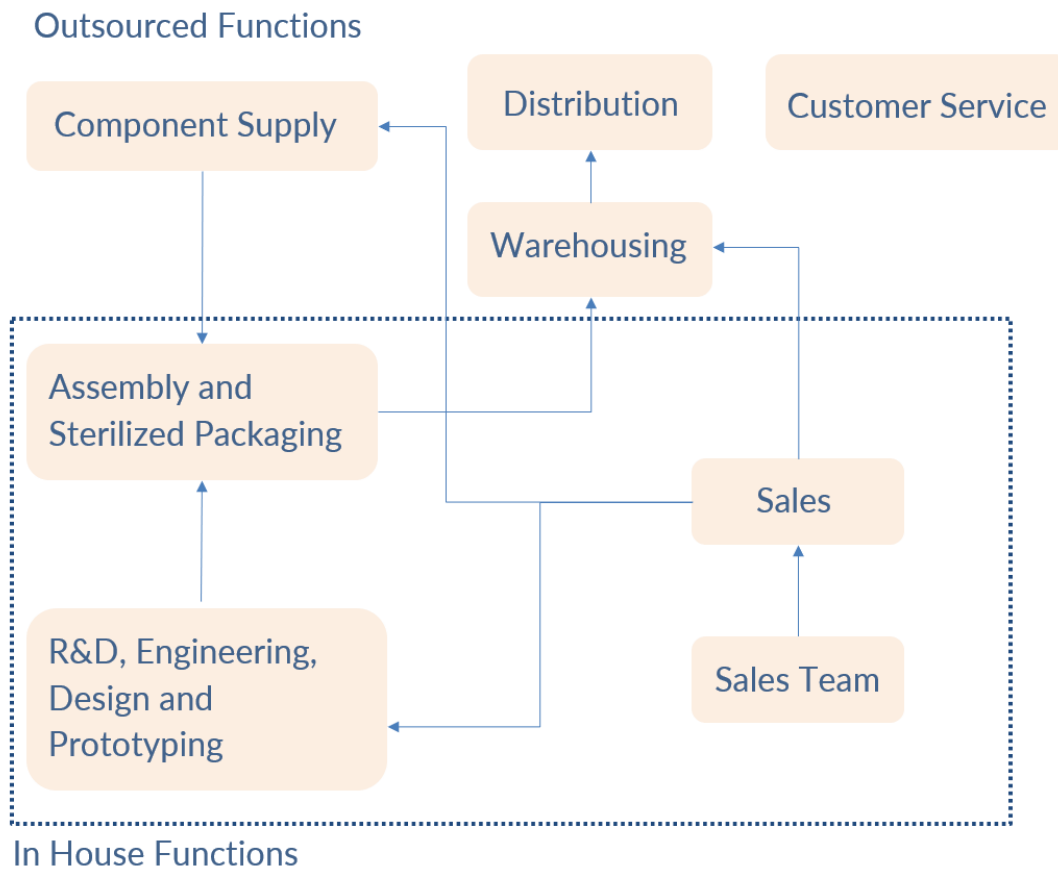 Outsourced Functions
Component Supply
Distribution
Customer Service
Warehousing
Assembly and
Sterilized Packaging
Sales
R&D, Engineering,
Design and
Prototyping
Sales Team
In House Functions